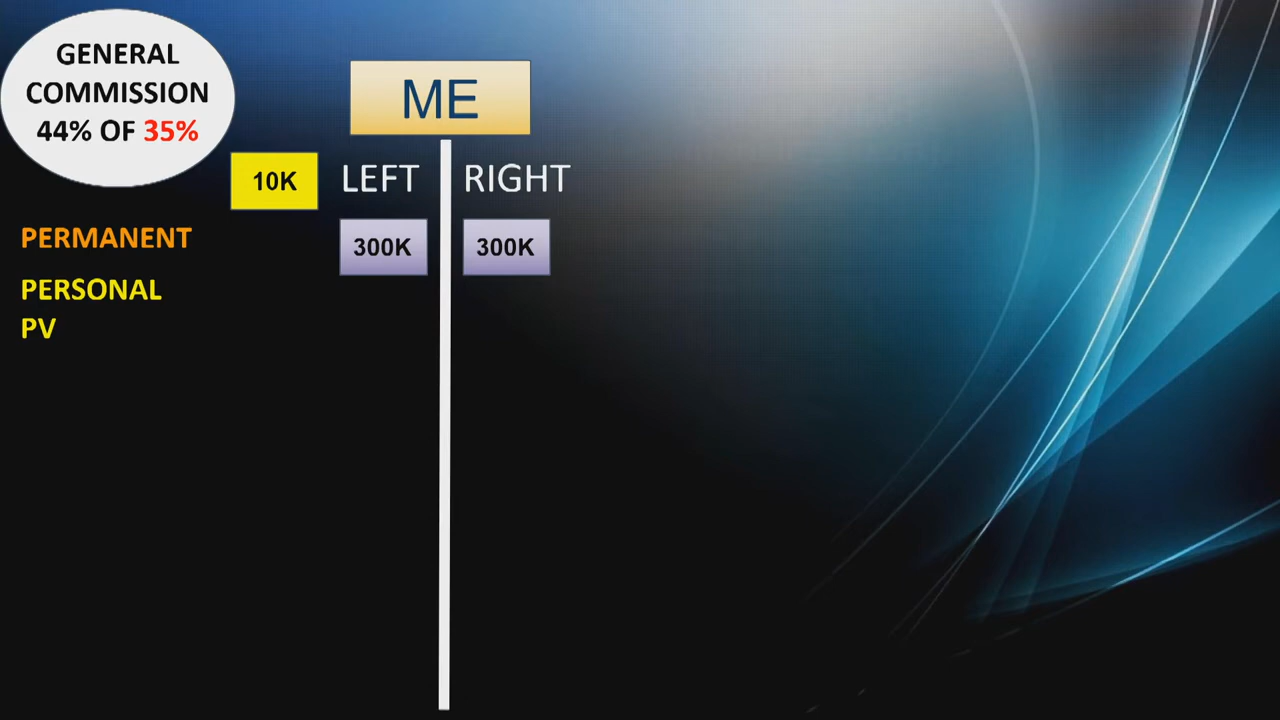 GENERAL
COMMISSION
44% OF 35%
ME
10K
LEFT
RIGHT
300K
300K
PERMANENT
PERSONAL
PV